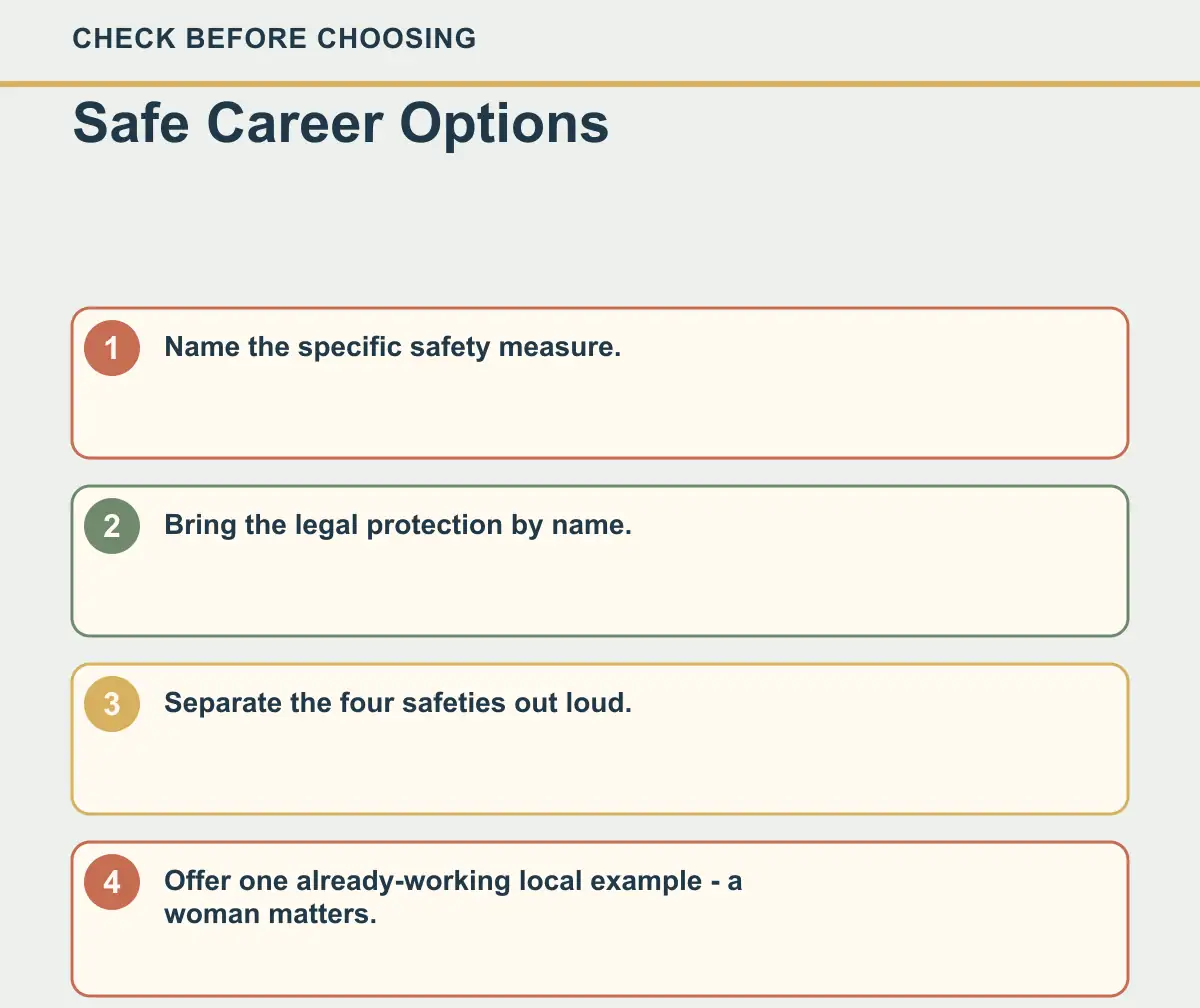 CHECK BEFORE CHOOSING
Safe Career Options
1
Name the specific safety measure.
2
Bring the legal protection by name.
3
Separate the four safeties out loud.
4
Offer one already-working local example - a
woman matters.